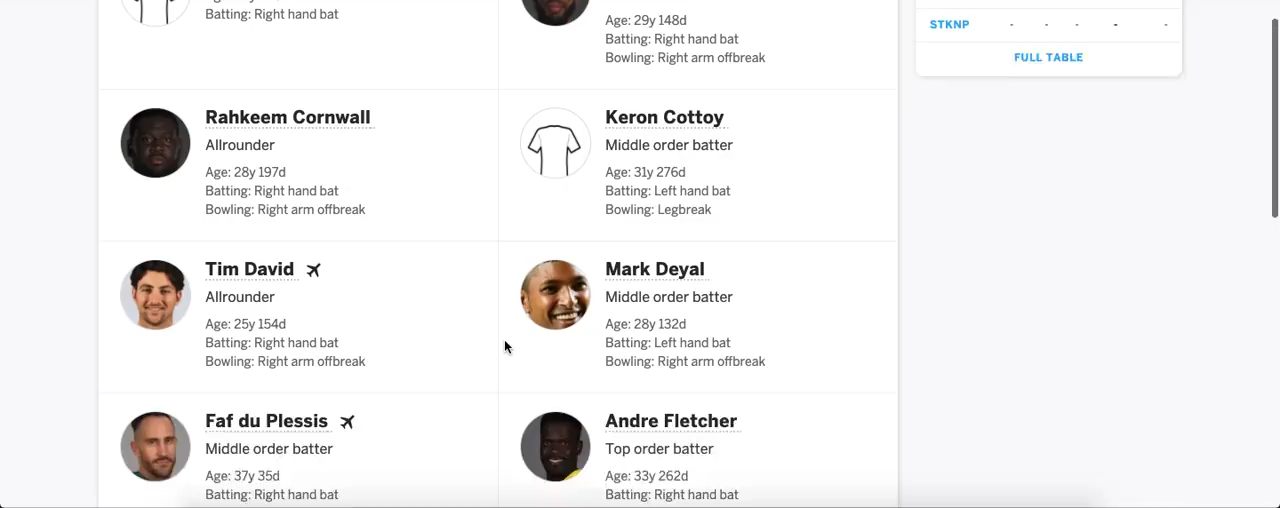 Batting: Right hand bat
Age: 29y 148d
Batting: Right hand bat
Bowling: Right arm offbreak
STKNP - - - - -
FULL TABLE
Rahkeem Cornwall
Allrounder
Age: 28y 197d
Batting: Right hand bat
Bowling: Right arm offbreak
Keron Cottoy
Middle order batter
Age: 31y 276d
Batting: Left hand bat
Bowling: Legbreak
Tim David
Allrounder
Age: 25y 154d
Batting: Right hand bat
Bowling: Right arm offbreak
Mark Deyal
Middle order batter
Age: 28y 132d
Batting: Left hand bat
Bowling: Right arm offbreak
Faf du Plessis
Middle order batter
Age: 37y 35d
Batting: Right hand bat
Andre Fletcher
Top order batter
Age: 33y 262d
Batting: Right hand bat